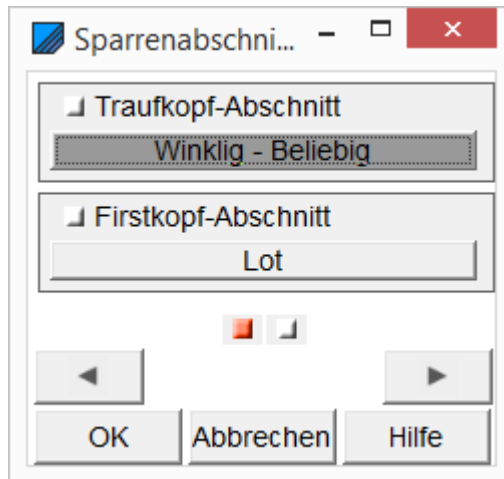 Sparrenabschni...
Traufkopf-Abschnitt
Winklig - Beliebig
Firstkopf-Abschnitt
Lot
OK Abbrechen Hilfe